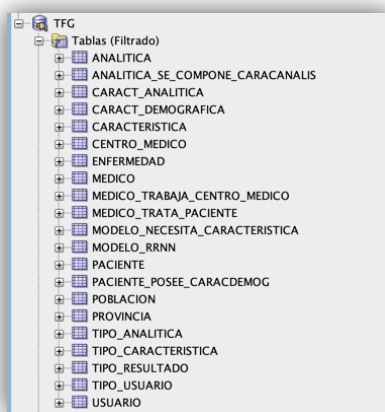 TFG
Tablas (Filtrado)
ANALITICA
ANALITICA_SE_COMPONE_CARACANALIS
CARACT_ANALITICA
CARACT_DEMOGRAFICA
CARACTERISTICA
CENTRO_MEDICO
ENFERMEDAD
MEDICO
MEDICO_TRABAJA_CENTRO_MEDICO
MEDICO_TRATA_PACIENTE
MODELO_NECESITA_CARACTERISTICA
MODELO_RRNN
PACIENTE
PACIENTE_POSEE_CARACDEMOG
POBLACION
PROVINCIA
TIPO_ANALITICA
TIPO_CARACTERISTICA
TIPO_RESULTADO
TIPO_USUARIO
USUARIO